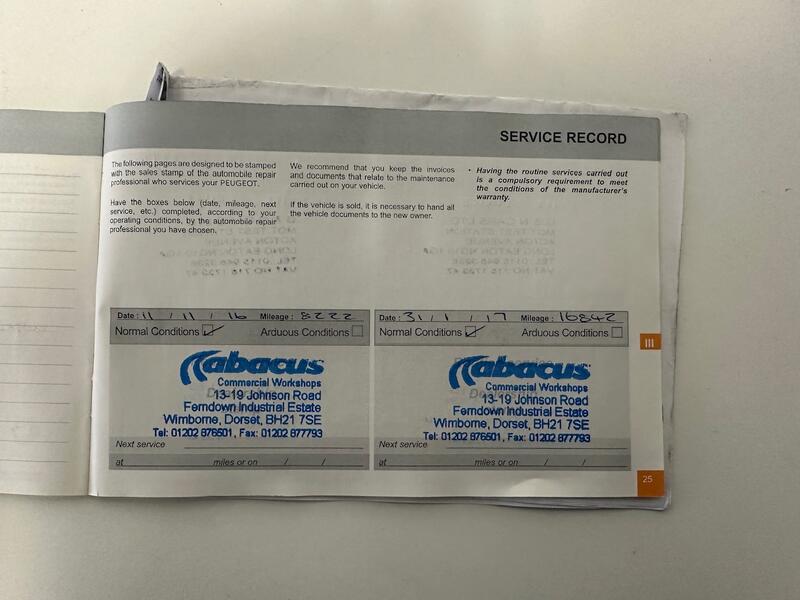 SERVICE RECORD
The following pages are designed to be stamped
with the sales stamp of the automobile repair
professional who services your PEUGEOT.
Have the boxes below (date, mileage, next
service, etc.) completed, according to your
operating conditions, by the automobile repair
professional you have chosen.
We recommend that you keep the invoices
and documents that relate to the maintenance
carried out on your vehicle.
If the vehicle is sold, it is necessary to hand all
the vehicle documents to the new owner.
• Having the routine services carried out
is a compulsory requirement to meet
the conditions of the manufacturer's
warranty.
Date : 11 / 11 / 16 Mileage : 8222
Normal Conditions Arduous Conditions
abacus
Commercial Workshops
13-19 Johnson Road
Ferndown Industrial Estate
Wimborne, Dorset, BH21 7SE
Tel: 01202 876501, Fax: 01202 877793
Next service
at miles or on / /
Date : 31 / 1 / 17 Mileage : 16842
Normal Conditions Arduous Conditions
abacus
Commercial Workshops
13-19 Johnson Road
Ferndown Industrial Estate
Wimborne, Dorset, BH21 7SE
Tel: 01202 876501, Fax: 01202 877793
Next service
at miles or on / /
III
25